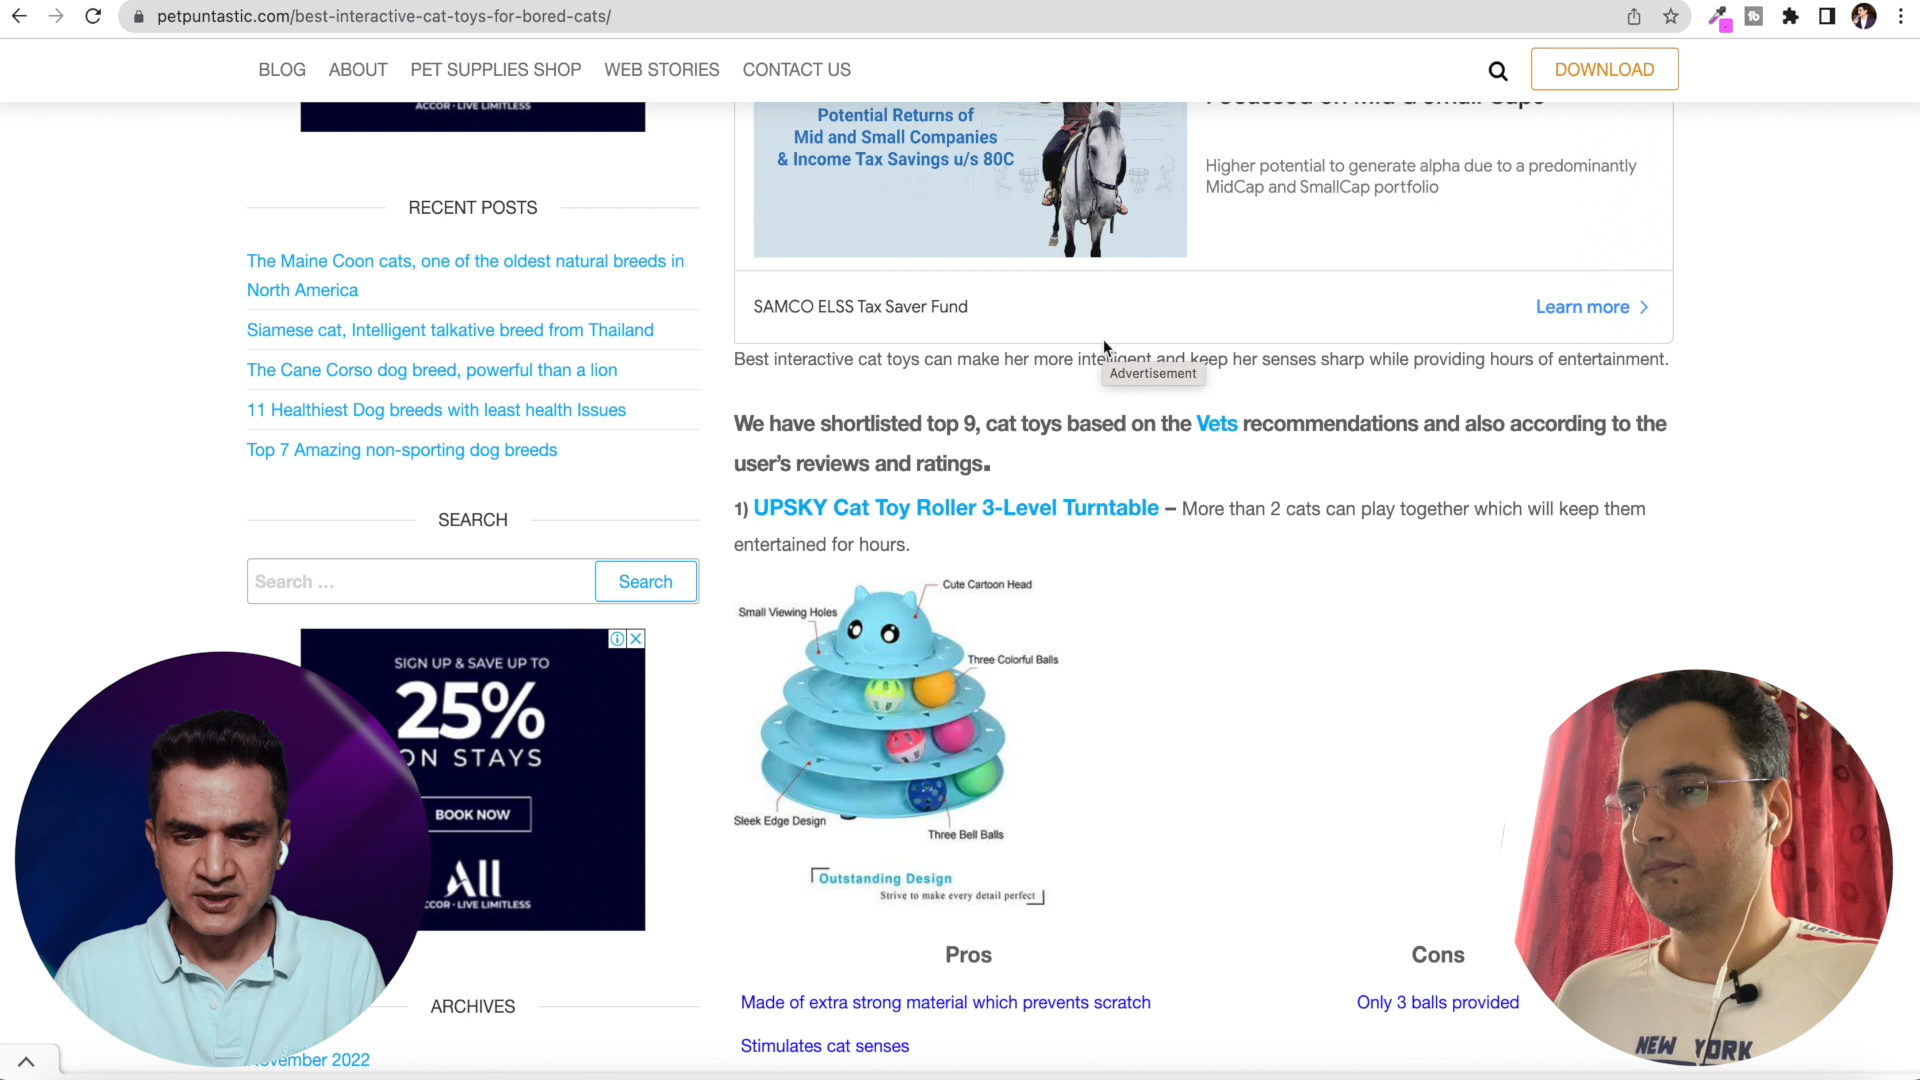 petpuntastic.com/best-interactive-cat-toys-for-bored-cats/
BLOG ABOUT PET SUPPLIES SHOP WEB STORIES CONTACT US
DOWNLOAD
ACCOR - LIVE LIMITLESS
RECENT POSTS
The Maine Coon cats, one of the oldest natural breeds in
North America
Siamese cat, Intelligent talkative breed from Thailand
The Cane Corso dog breed, powerful than a lion
11 Healthiest Dog breeds with least health Issues
Top 7 Amazing non-sporting dog breeds
SEARCH
Search ...
Search
SIGN UP & SAVE UP TO
25%
ON STAYS
BOOK NOW
ALL
CCOR - LIVE LIMITLESS
ARCHIVES
vember 2022
Potential Returns of
Mid and Small Companies
& Income Tax Savings u/s 80C
Higher potential to generate alpha due to a predominantly
MidCap and SmallCap portfolio
SAMCO ELSS Tax Saver Fund
Learn more
Best interactive cat toys can make her more intelligent and keep her senses sharp while providing hours of entertainment.
Advertisement
We have shortlisted top 9, cat toys based on the Vets recommendations and also according to the
user’s reviews and ratings.
1) UPSKY Cat Toy Roller 3-Level Turntable – More than 2 cats can play together which will keep them
entertained for hours.
Cute Cartoon Head
Small Viewing Holes
Three Colorful Balls
Sleek Edge Design
Three Bell Balls
Outstanding Design
Strive to make every detail perfect
Pros
Cons
Made of extra strong material which prevents scratch
Only 3 balls provided
Stimulates cat senses
NEW YORK